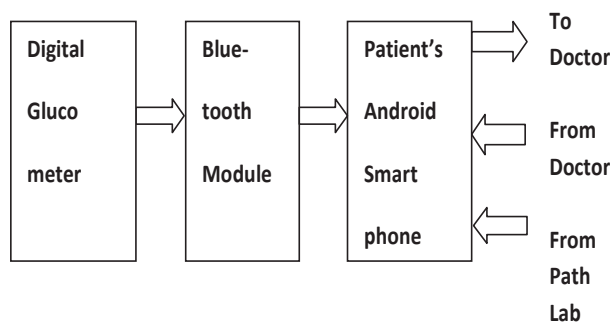 Digital
Gluco
meter
Blue-
tooth
Module
Patient’s
Android
Smart
phone
To
Doctor
From
Doctor
From
Path
Lab